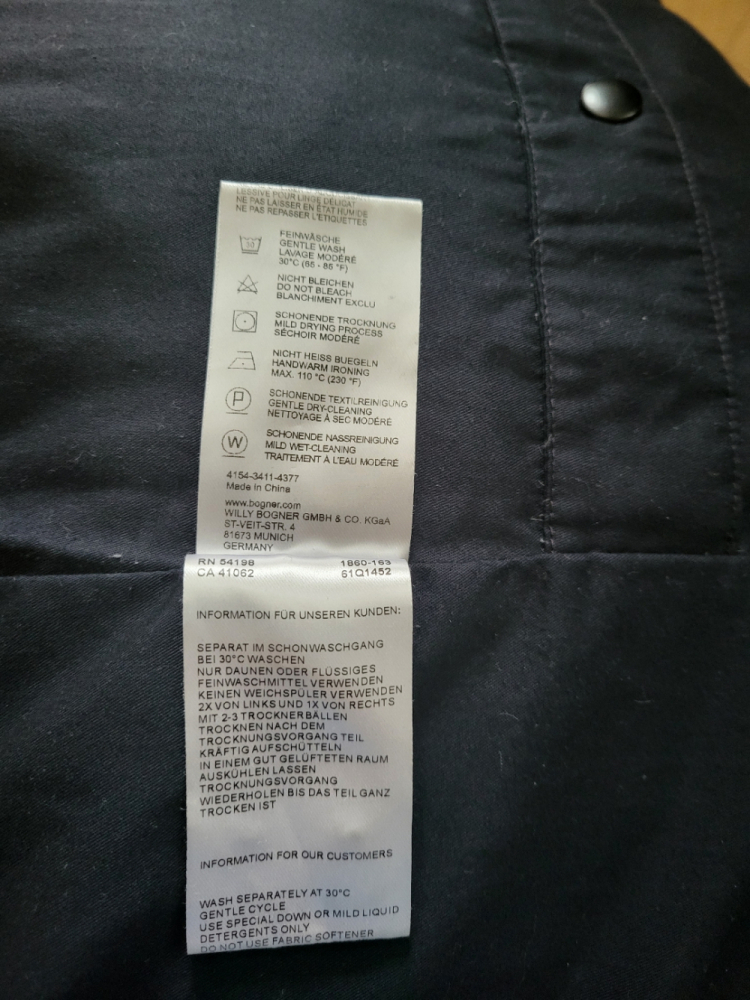 LESSIVE POUR LINGE DELICAT
NE PAS LAISSER EN ÉTAT HUMIDE
NE PAS REPASSER L'ETIQUETTES
30
FEINWÄSCHE
GENTLE WASH
LAVAGE MODÉRÉ
30°C (85 - 85 °F)
NICHT BLEICHEN
DO NOT BLEACH
BLANCHIMENT EXCLU
SCHONENDE TROCKNUNG
MILD DRYING PROCESS
SÉCHOIR MODÉRÉ
NICHT HEISS BUEGELN
HANDWARM IRONING
MAX. 110 °C (230 °F)
P
SCHONENDE TEXTILREINIGUNG
GENTLE DRY-CLEANING
NETTOYAGE À SEC MODÉRÉ
W
SCHONENDE NASSREINIGUNG
MILD WET-CLEANING
TRAITEMENT À L'EAU MODÉRÉ
4154-3411-4377
Made in China
www.bogner.com
WILLY BOGNER GMBH & CO. KGaA
ST-VEIT-STR. 4
81673 MUNICH
GERMANY
RN 54198 1860-193
CA 41062 61Q1452
INFORMATION FÜR UNSEREN KUNDEN:
SEPARAT IM SCHONWASCHGANG
BEI 30°C WASCHEN
NUR DAUNEN ODER FLÜSSIGES
FEINWASCHMITTEL VERWENDEN
KEINEN WEICHSPÜLER VERWENDEN
2X VON LINKS UND 1X VON RECHTS
MIT 2-3 TROCKNERBÄLLEN
TROCKNEN NACH DEM
TROCKNUNGSVORGANG TEIL
KRÄFTIG AUFSCHÜTTELN
IN EINEM GUT GELÜFTETEN RAUM
AUSKÜHLEN LASSEN
TROCKNUNGSVORGANG
WIEDERHOLEN BIS DAS TEIL GANZ
TROCKEN IST
INFORMATION FOR OUR CUSTOMERS
WASH SEPARATELY AT 30°C
GENTLE CYCLE
USE SPECIAL DOWN OR MILD LIQUID
DETERGENTS ONLY
DO NOT USE FABRIC SOFTENER